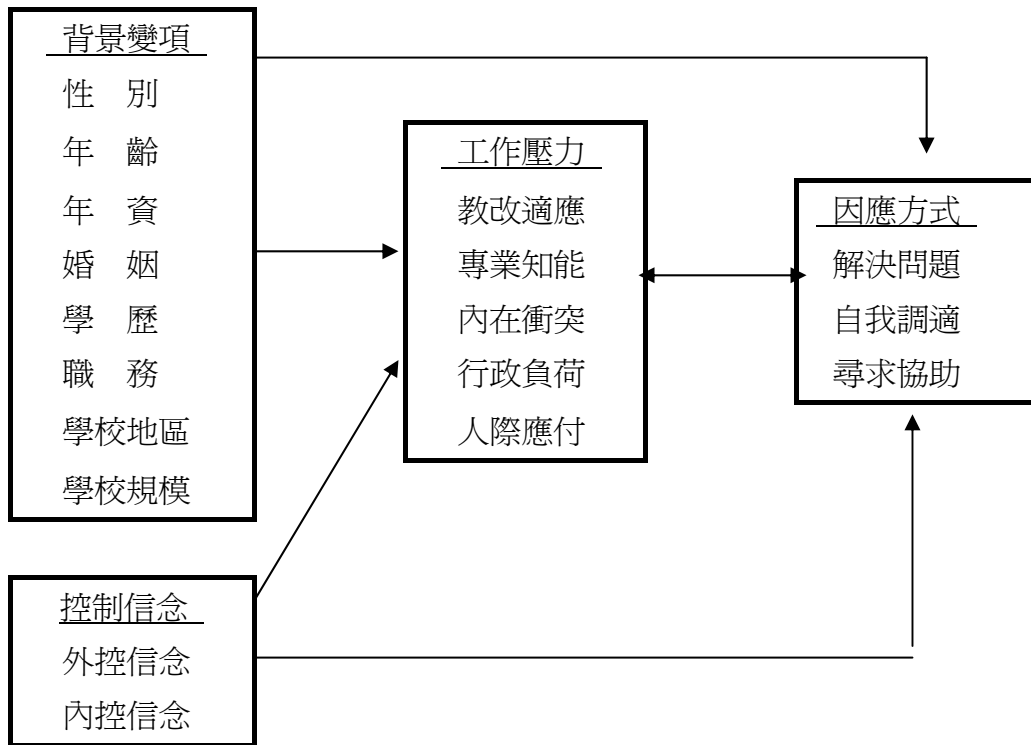 背景變項
性 別
年 齡
年 資
婚 姻
學 歷
職 務
學校地區
學校規模
工作壓力
教改適應
專業知能
內在衝突
行政負荷
人際應付
因應方式
解決問題
自我調適
尋求協助
控制信念
外控信念
內控信念